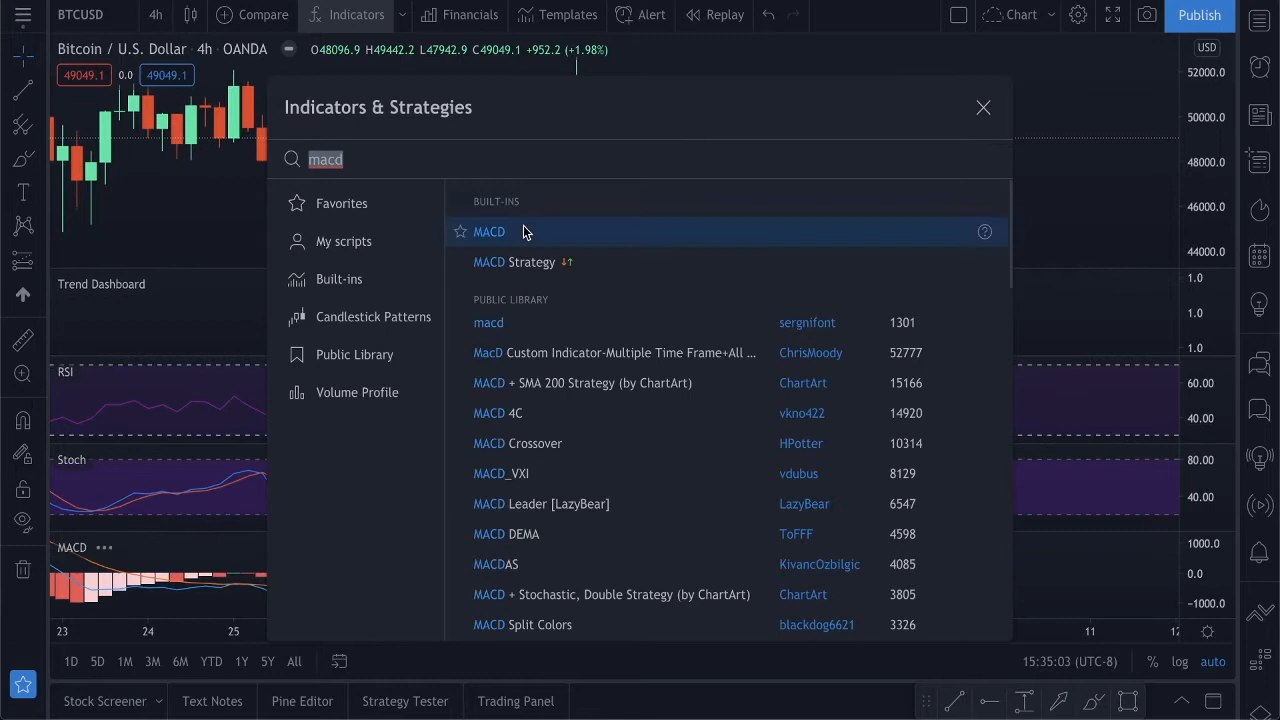 BTCUSD 4h Compare Indicators Financials Templates Alert Replay Chart Publish
Bitcoin / U.S. Dollar · 4h · OANDA O48096.9 H49442.2 L47942.9 C49049.1 +952.2 (+1.98%) USD
49049.1 0.0 49049.1
52000.0
50000.0
48000.0
46000.0
44000.0
Indicators & Strategies
macd
Favorites
My scripts
Built-ins
Candlestick Patterns
Public Library
Volume Profile
BUILT-INS
MACD
MACD Strategy
PUBLIC LIBRARY
macd sergnifont 1301
MacD Custom Indicator-Multiple Time Frame+All ... ChrisMoody 52777
MACD + SMA 200 Strategy (by ChartArt) ChartArt 15166
MACD 4C vkno422 14920
MACD Crossover HPotter 10314
MACD_VXI vdubus 8129
MACD Leader [LazyBear] LazyBear 6547
MACD DEMA ToFFF 4598
MACDAS KivancOzbilgic 4085
MACD + Stochastic, Double Strategy (by ChartArt) ChartArt 3805
MACD Split Colors blackdog6621 3326
Trend Dashboard
1.0
1.0
1.0
RSI
60.00
40.00
Stoch
80.00
40.00
MACD
1000.0
0.0
-1000.0
23 24 25 11 12
1D 5D 1M 3M 6M YTD 1Y 5Y All 15:35:03 (UTC-8) % log auto
Stock Screener Text Notes Pine Editor Strategy Tester Trading Panel